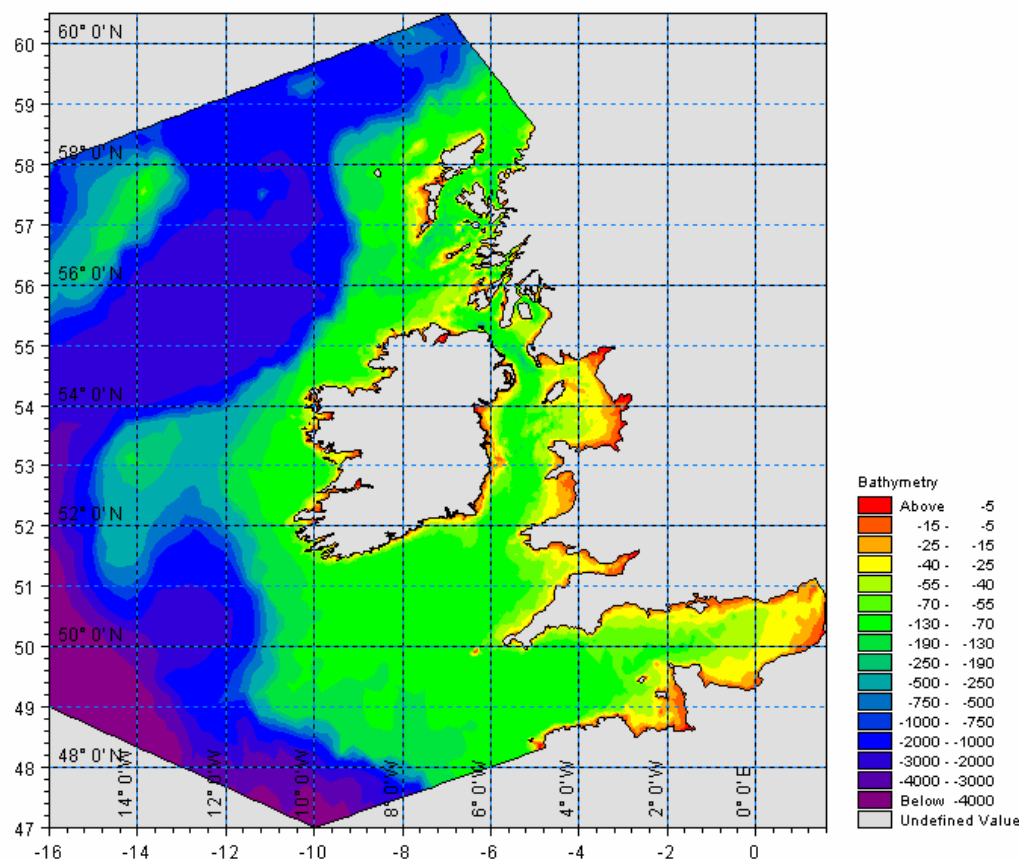 60
60° 0' N
59
58
58° 0' N
57
56
56° 0' N
55
54
54° 0' N
53
52
52° 0' N
51
50
50° 0' N
49
48
48° 0' N
47
14° 0' W
12° 0' W
10° 0' W
8° 0' W
6° 0' W
4° 0' W
2° 0' W
0° 0' E
-16 -14 -12 -10 -8 -6 -4 -2 0
Bathymetry
Above -5
-15 - -5
-25 - -15
-40 - -25
-55 - -40
-70 - -55
-130 - -70
-190 - -130
-250 - -190
-500 - -250
-750 - -500
-1000 - -750
-2000 - -1000
-3000 - -2000
-4000 - -3000
Below -4000
Undefined Value